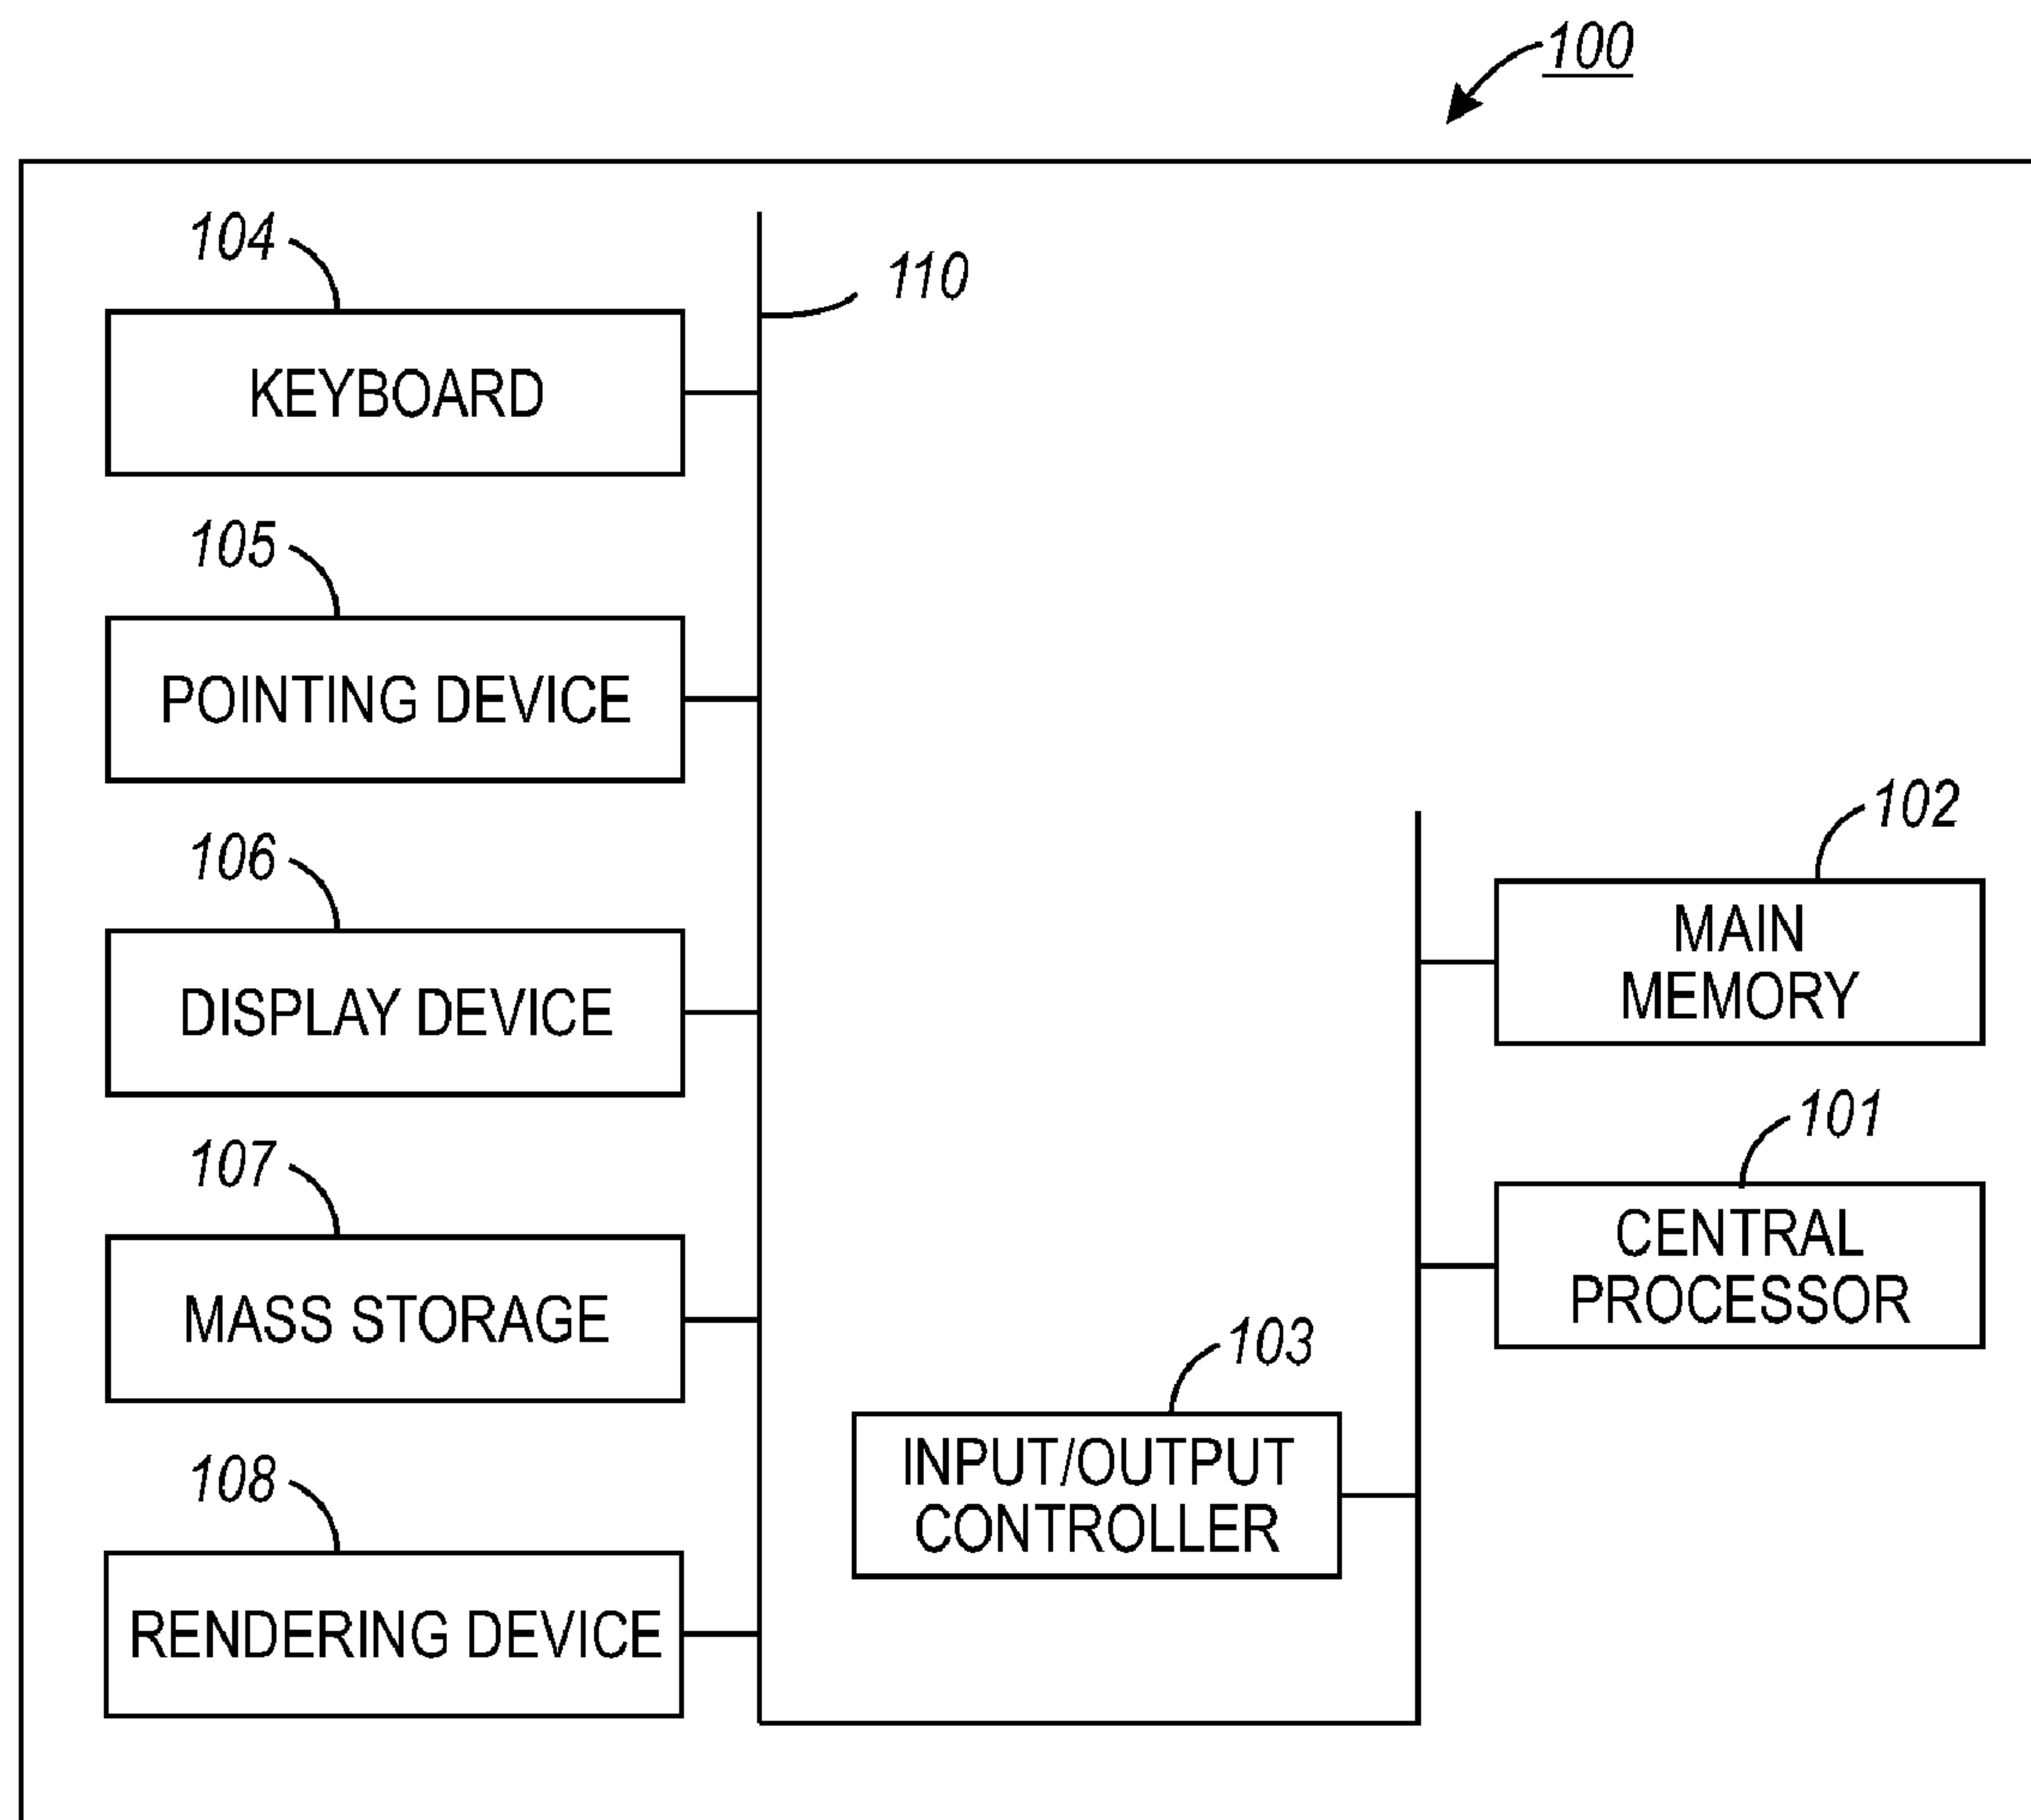 100
104
KEYBOARD
110
105
POINTING DEVICE
106
DISPLAY DEVICE
107
MASS STORAGE
108
RENDERING DEVICE
102
MAIN
MEMORY
101
CENTRAL
PROCESSOR
103
INPUT/OUTPUT
CONTROLLER